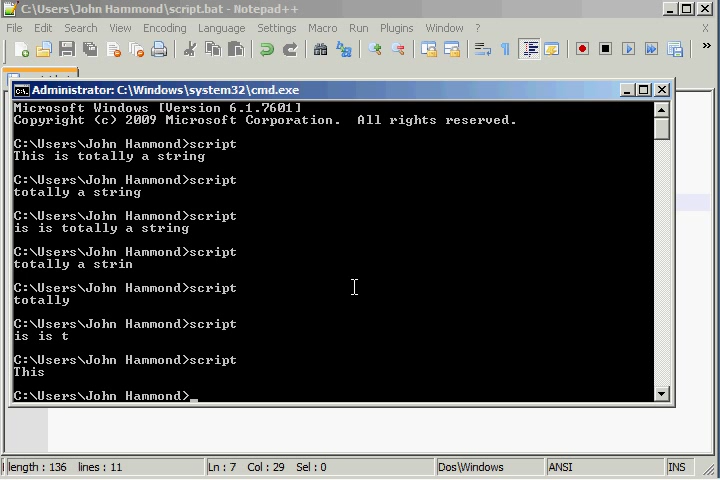 C:\Users\John Hammond\script.bat - Notepad++
File Edit Search View Encoding Language Settings Macro Run Plugins Window ?
Administrator: C:\Windows\system32\cmd.exe
Microsoft Windows [Version 6.1.7601]
Copyright (c) 2009 Microsoft Corporation.  All rights reserved.
C:\Users\John Hammond>script
This is totally a string
C:\Users\John Hammond>script
totally a string
C:\Users\John Hammond>script
is is totally a string
C:\Users\John Hammond>script
totally a strin
C:\Users\John Hammond>script
totally
C:\Users\John Hammond>script
is is t
C:\Users\John Hammond>script
This
C:\Users\John Hammond>_
length : 136 lines : 11 Ln : 7 Col : 29 Sel : 0 Dos\Windows ANSI INS